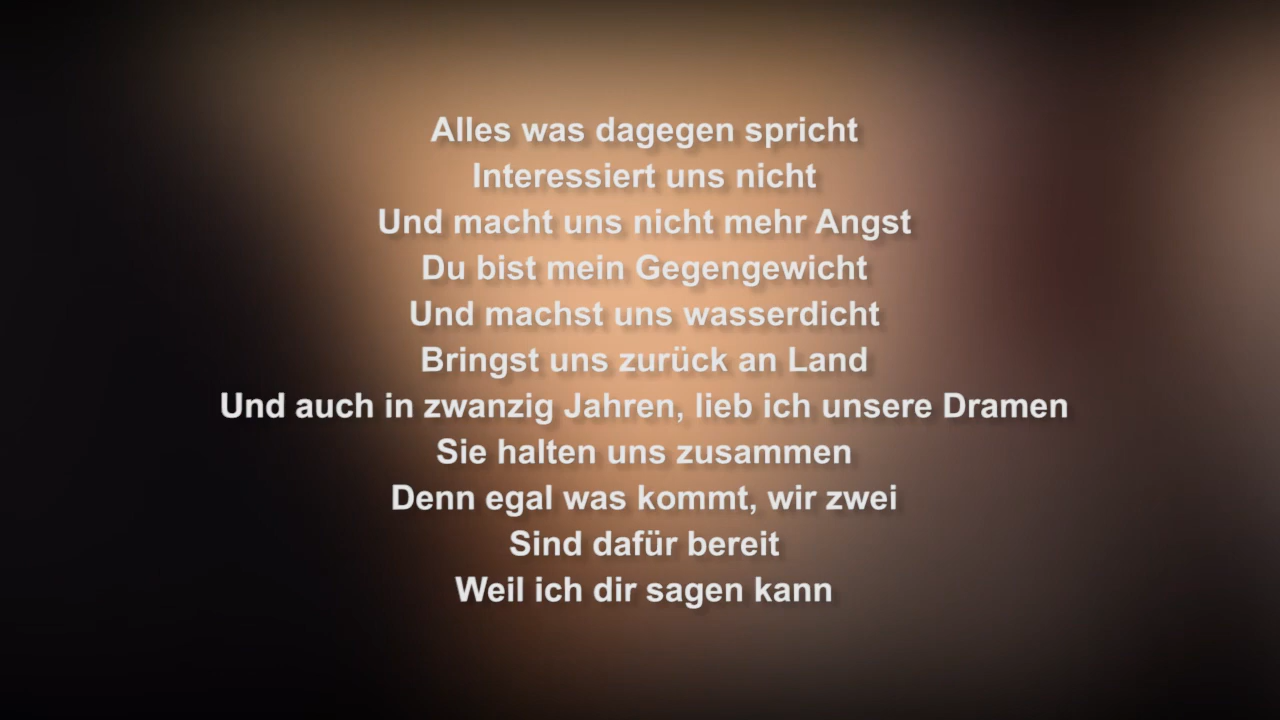 Alles was dagegen spricht
Interessiert uns nicht
Und macht uns nicht mehr Angst
Du bist mein Gegengewicht
Und machst uns wasserdicht
Bringst uns zurück an Land
Und auch in zwanzig Jahren, lieb ich unsere Dramen
Sie halten uns zusammen
Denn egal was kommt, wir zwei
Sind dafür bereit
Weil ich dir sagen kann